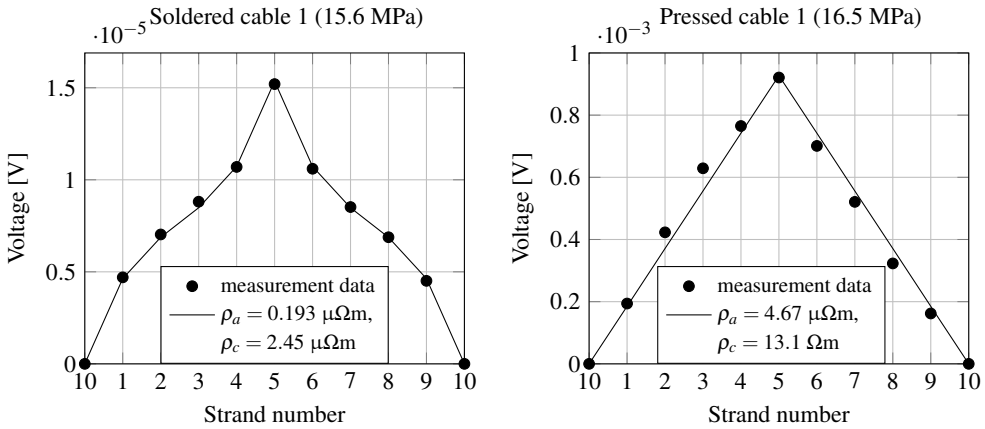 Soldered cable 1 (15.6 MPa)
·10⁻⁵
1.5
1
0.5
0
Voltage [V]
measurement data
ρₐ = 0.193 μΩm,
ρ_c = 2.45 μΩm
10 1 2 3 4 5 6 7 8 9 10
Strand number
Pressed cable 1 (16.5 MPa)
·10⁻³
1
0.8
0.6
0.4
0.2
0
Voltage [V]
measurement data
ρₐ = 4.67 μΩm,
ρ_c = 13.1 Ωm
10 1 2 3 4 5 6 7 8 9 10
Strand number